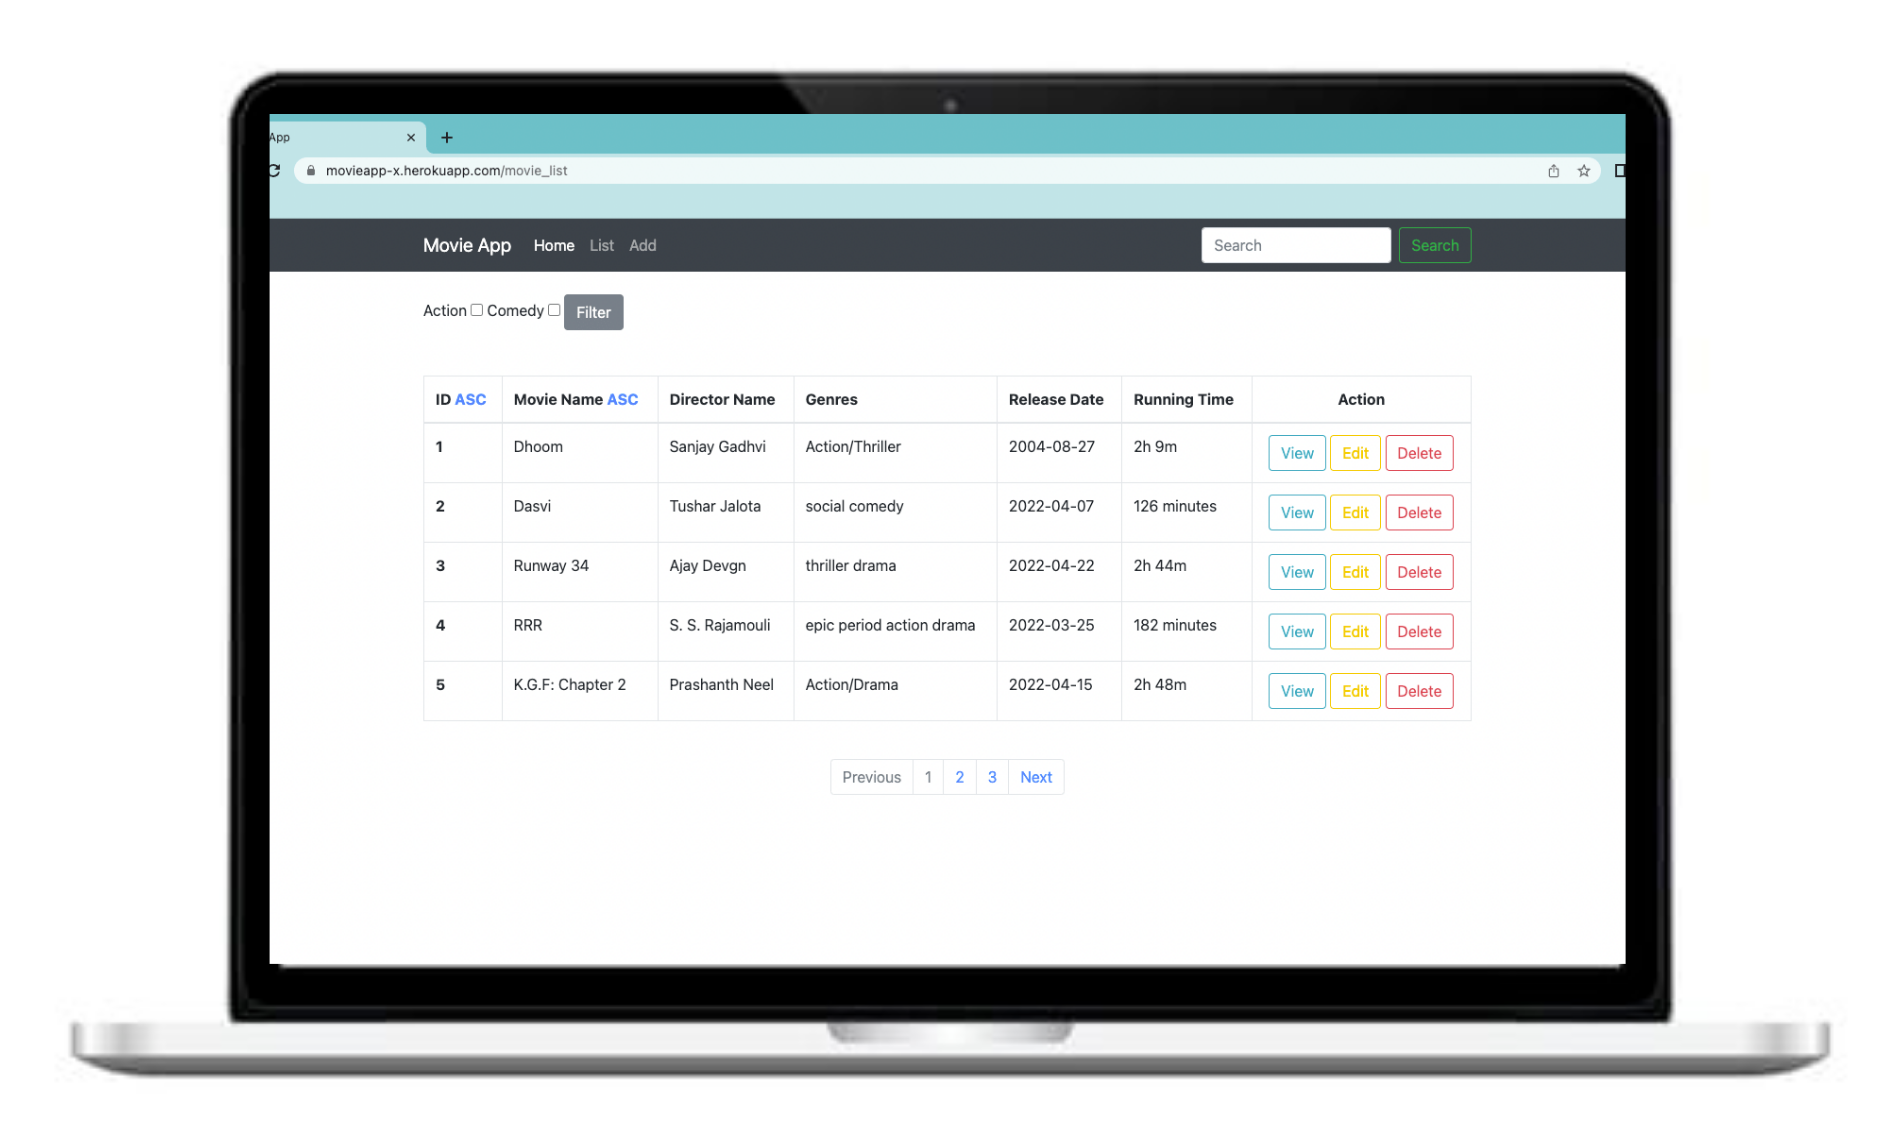 App × +
movieapp-x.herokuapp.com/movie_list
Movie App Home List Add Search Search
Action Comedy Filter
ID ASC Movie Name ASC Director Name Genres Release Date Running Time Action
1 Dhoom Sanjay Gadhvi Action/Thriller 2004-08-27 2h 9m View Edit Delete
2 Dasvi Tushar Jalota social comedy 2022-04-07 126 minutes View Edit Delete
3 Runway 34 Ajay Devgn thriller drama 2022-04-22 2h 44m View Edit Delete
4 RRR S. S. Rajamouli epic period action drama 2022-03-25 182 minutes View Edit Delete
5 K.G.F: Chapter 2 Prashanth Neel Action/Drama 2022-04-15 2h 48m View Edit Delete
Previous 1 2 3 Next